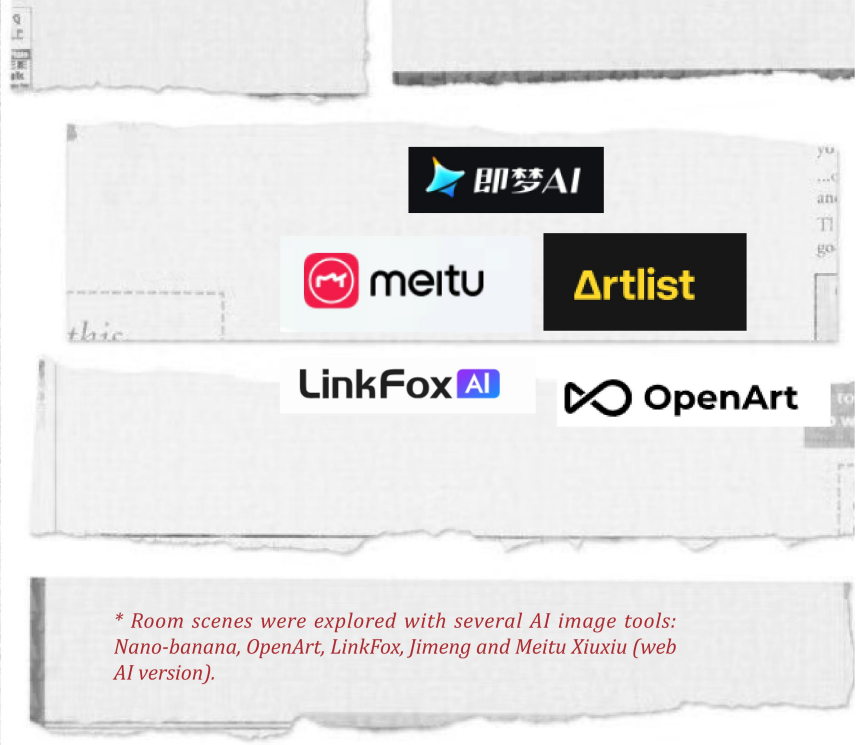 即梦AI
meitu
Artlist
LinkFox AI
OpenArt
this
* Room scenes were explored with several AI image tools:
Nano-banana, OpenArt, LinkFox, Jimeng and Meitu Xiuxiu (web
AI version).